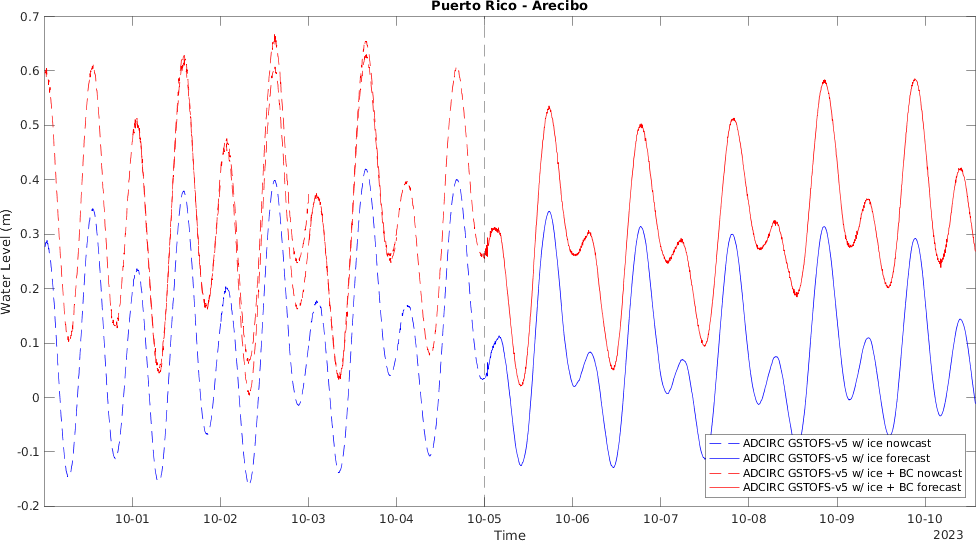 Puerto Rico - Arecibo
0.7
0.6
0.5
0.4
0.3
0.2
0.1
0
-0.1
-0.2
Water Level (m)
ADCIRC GSTOFS-v5 w/ ice nowcast
ADCIRC GSTOFS-v5 w/ ice forecast
ADCIRC GSTOFS-v5 w/ ice + BC nowcast
ADCIRC GSTOFS-v5 w/ ice + BC forecast
10-01 10-02 10-03 10-04 10-05 10-06 10-07 10-08 10-09 10-10
Time
2023